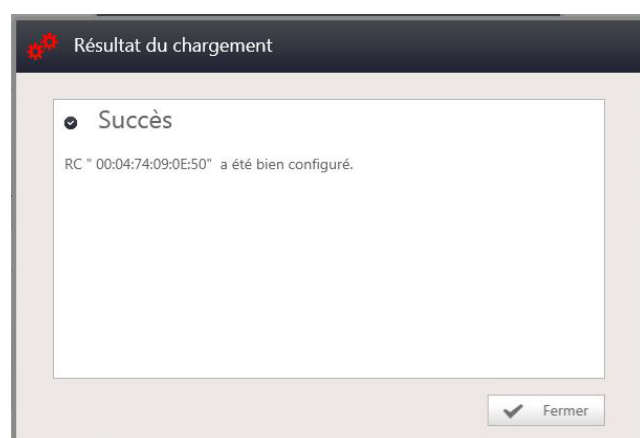 Résultat du chargement
Succès
RC " 00:04:74:09:0E:50"  a été bien configuré.
Fermer